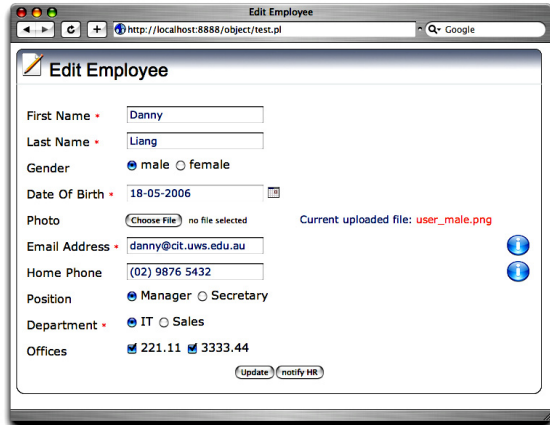 Edit Employee
http://localhost:8888/object/test.pl Google
Edit Employee
First Name * Danny
Last Name * Liang
Gender male female
Date Of Birth * 18-05-2006
Photo Choose File no file selected Current uploaded file: user_male.png
Email Address * danny@cit.uws.edu.au
Home Phone (02) 9876 5432
Position Manager Secretary
Department * IT Sales
Offices 221.11 3333.44
Update notify HR